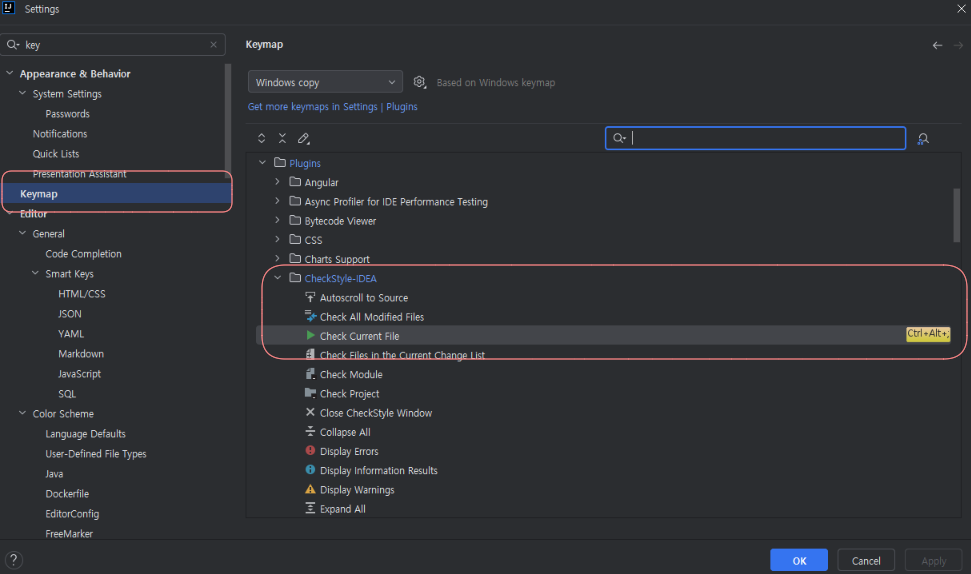 Settings
key
Appearance & Behavior
System Settings
Passwords
Notifications
Quick Lists
Presentation Assistant
Keymap
Editor
General
Code Completion
Smart Keys
HTML/CSS
JSON
YAML
Markdown
JavaScript
SQL
Color Scheme
Language Defaults
User-Defined File Types
Java
Dockerfile
EditorConfig
FreeMarker
Keymap
Windows copy
Based on Windows keymap
Get more keymaps in Settings | Plugins
Plugins
Angular
Async Profiler for IDE Performance Testing
Bytecode Viewer
CSS
Charts Support
CheckStyle-IDEA
Autoscroll to Source
Check All Modified Files
Check Current File Ctrl+Alt+;
Check Files in the Current Change List
Check Module
Check Project
Close CheckStyle Window
Collapse All
Display Errors
Display Information Results
Display Warnings
Expand All
?
OK Cancel Apply